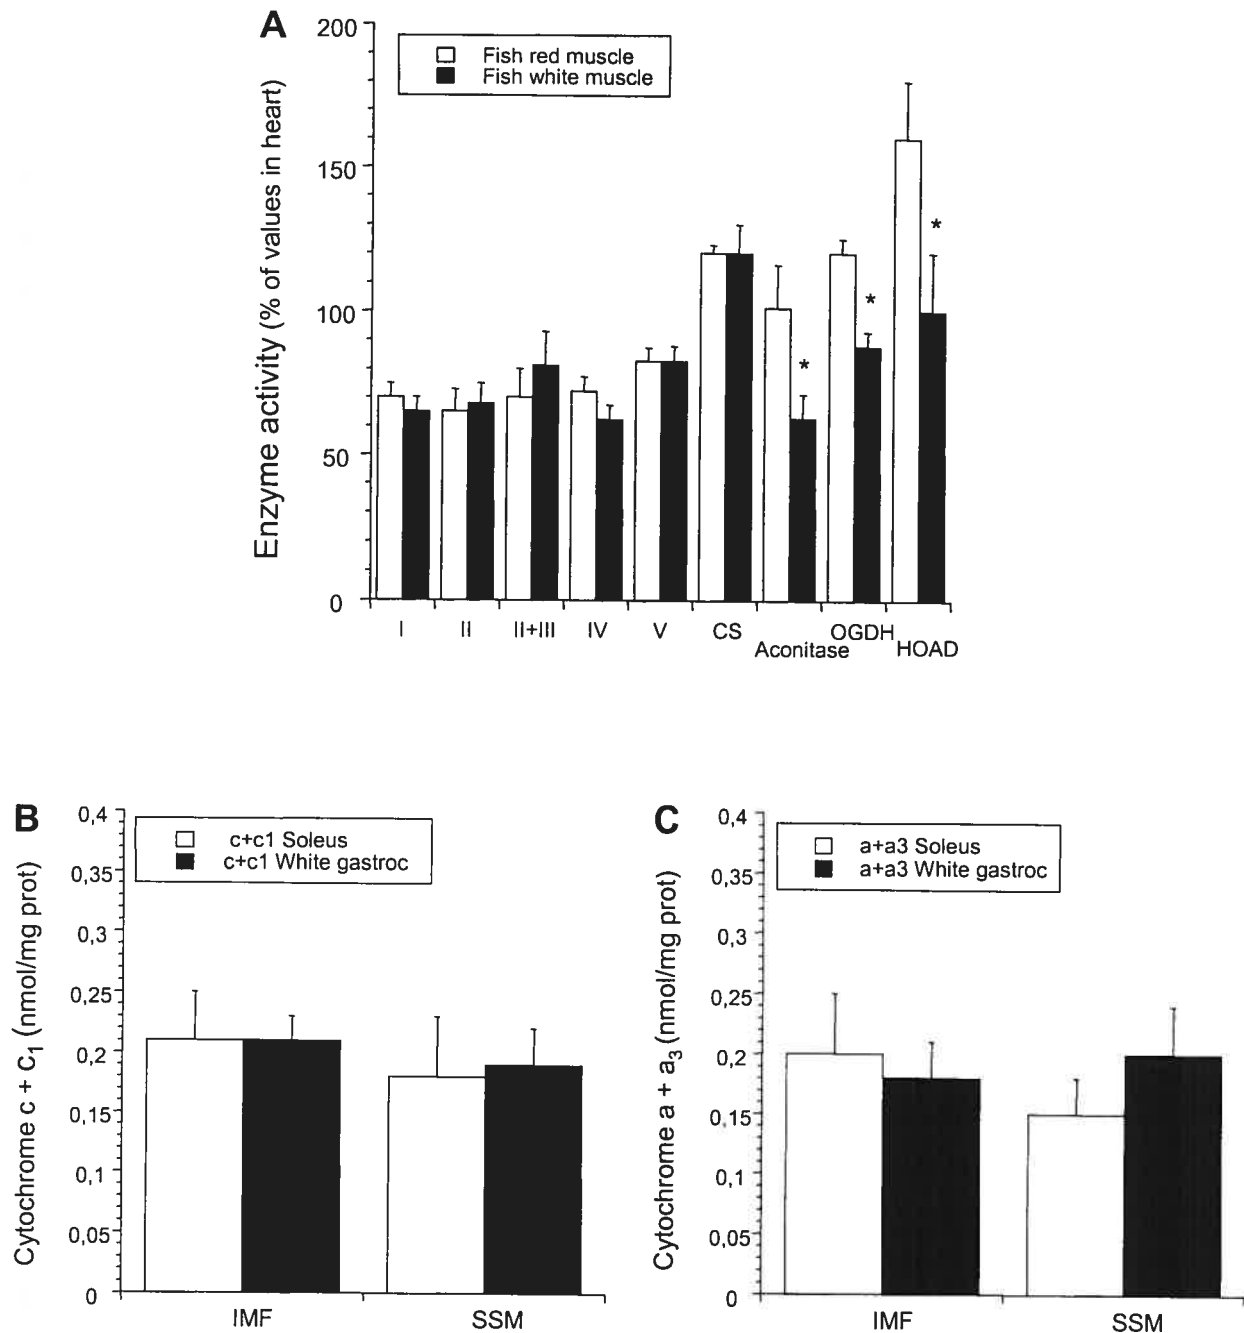 A
Enzyme activity (% of values in heart)
200
150
100
50
0
Fish red muscle
Fish white muscle
*
*
*
I II II+III IV V CS Aconitase OGDH HOAD
B
Cytochrome c + c1 (nmol/mg prot)
0,4
0,35
0,3
0,25
0,2
0,15
0,1
0,05
0
c+c1 Soleus
c+c1 White gastroc
IMF SSM
C
Cytochrome a + a3 (nmol/mg prot)
0,4
0,35
0,3
0,25
0,2
0,15
0,1
0,05
0
a+a3 Soleus
a+a3 White gastroc
IMF SSM